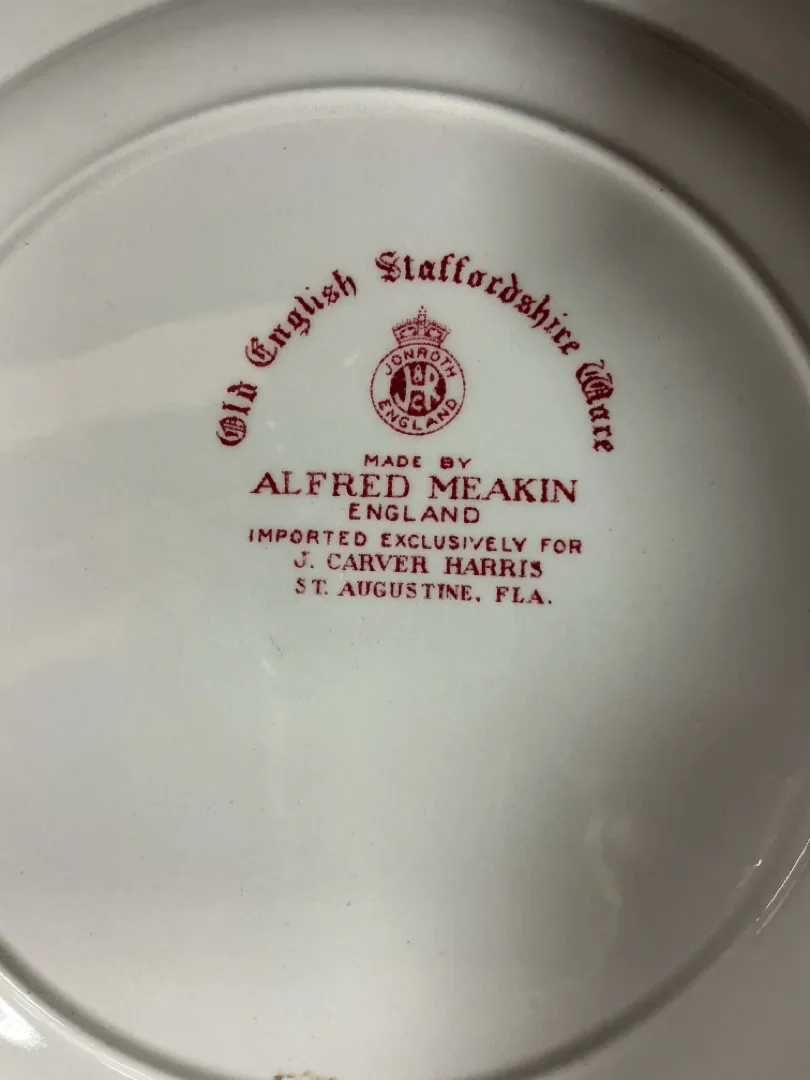 Old English Staffordshire Ware
JONROTH
J&R Co
ENGLAND
MADE BY
ALFRED MEAKIN
ENGLAND
IMPORTED EXCLUSIVELY FOR
J. CARVER HARRIS
ST. AUGUSTINE, FLA.